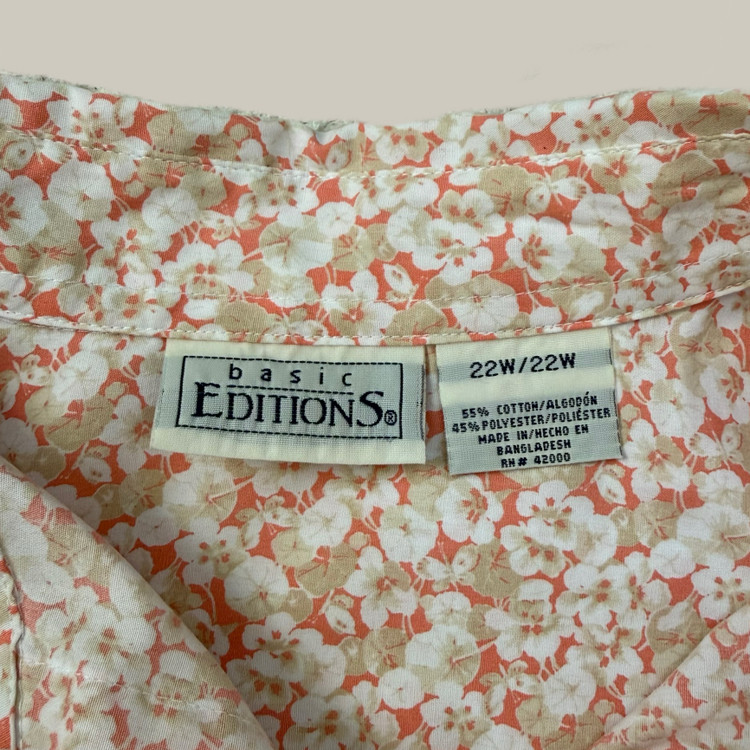 basic
EDITIONS®
22W/22W
55% COTTON/ALGODÓN
45% POLYESTER/POLIÉSTER
MADE IN/HECHO EN
BANGLADESH
RN# 42000